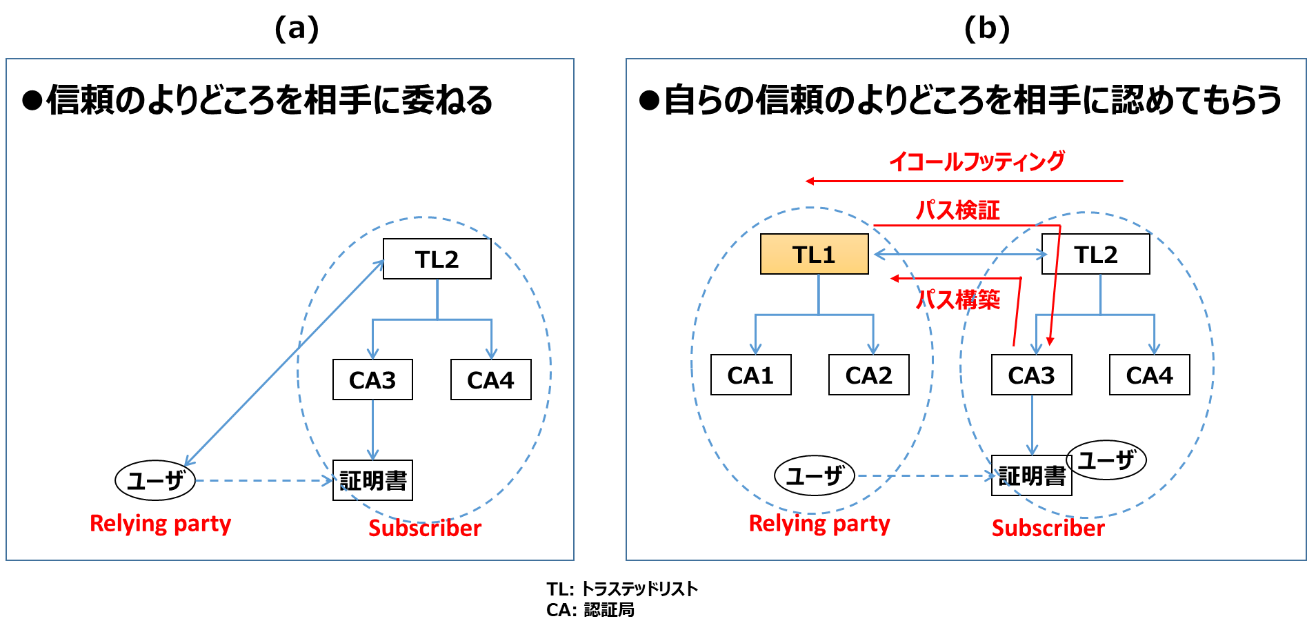 (a)
●信頼のよりどころを相手に委ねる
TL2
CA3
CA4
ユーザ
証明書
Relying party
Subscriber
(b)
●自らの信頼のよりどころを相手に認めてもらう
イコールフッティング
パス検証
TL1
TL2
パス構築
CA1
CA2
CA3
CA4
ユーザ
証明書
ユーザ
Relying party
Subscriber
TL: トラステッドリスト
CA: 認証局